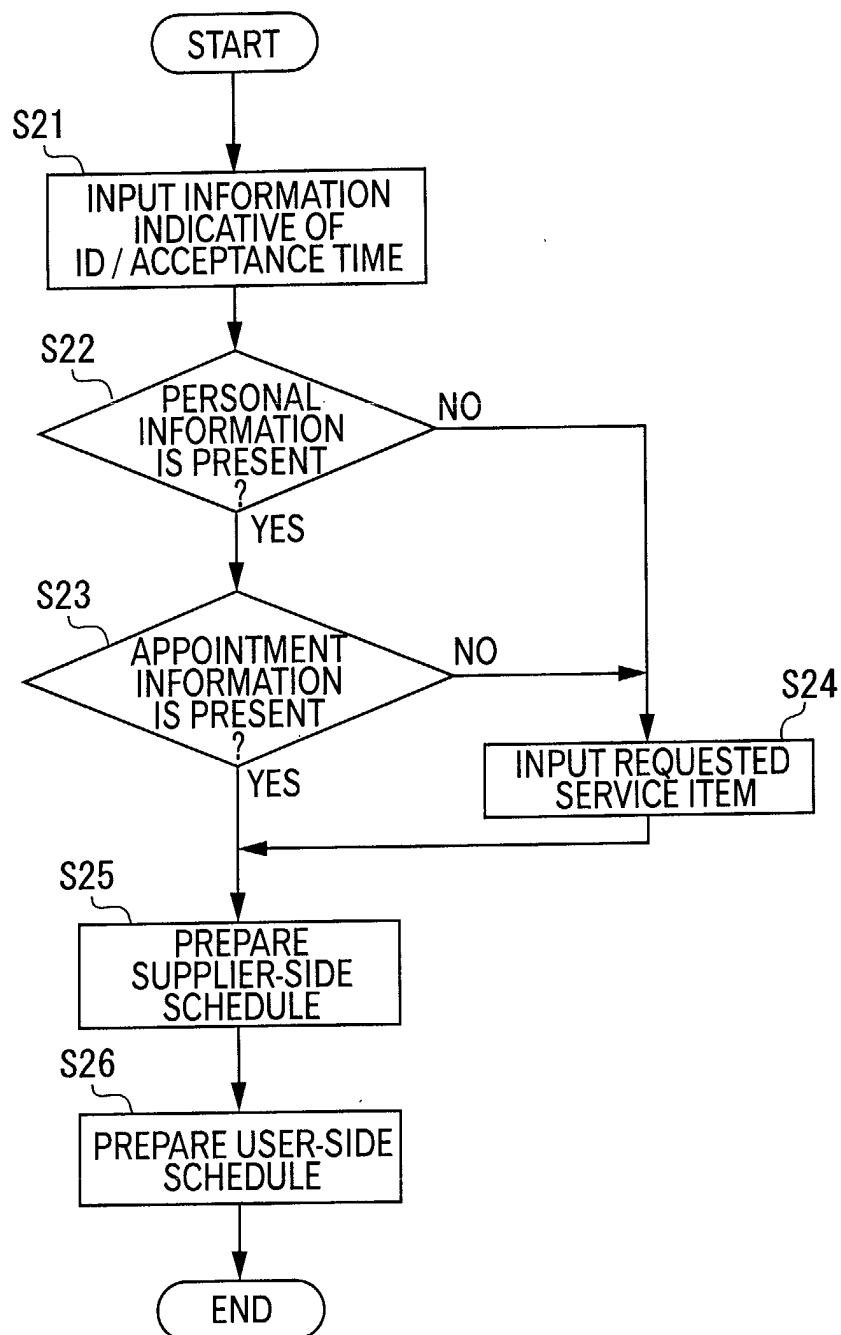 START
S21
INPUT INFORMATION
INDICATIVE OF
ID / ACCEPTANCE TIME
S22
PERSONAL
INFORMATION
IS PRESENT
?
NO
YES
S23
APPOINTMENT
INFORMATION
IS PRESENT
?
NO
YES
S24
INPUT REQUESTED
SERVICE ITEM
S25
PREPARE
SUPPLIER-SIDE
SCHEDULE
S26
PREPARE USER-SIDE
SCHEDULE
END